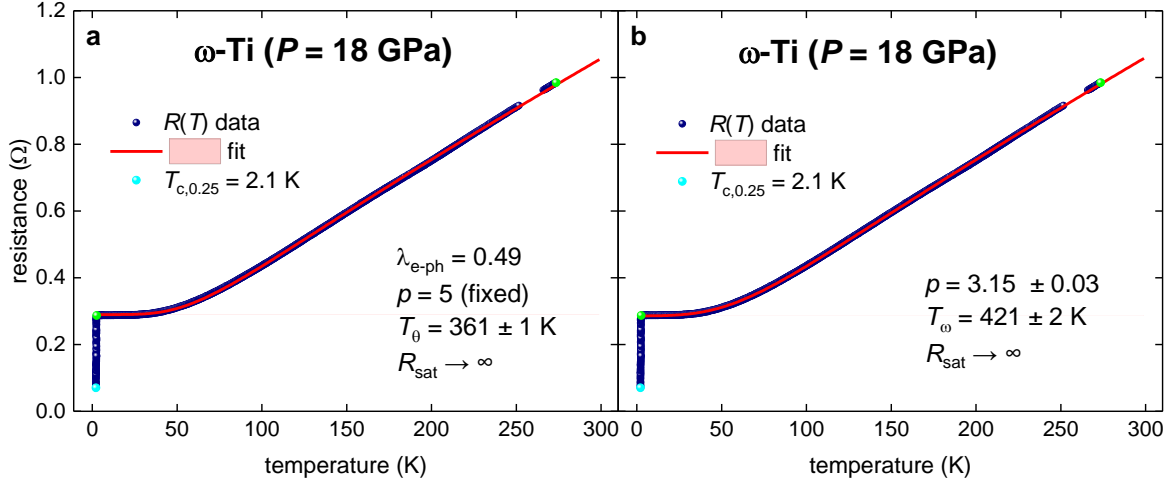 a
ω-Ti (P = 18 GPa)
R(T) data
fit
Tc,0.25 = 2.1 K
λe-ph = 0.49
p = 5 (fixed)
Tθ = 361 ± 1 K
Rsat → ∞
resistance (Ω)
1.2
1.0
0.8
0.6
0.4
0.2
0.0
0 50 100 150 200 250 300
temperature (K)
b
ω-Ti (P = 18 GPa)
R(T) data
fit
Tc,0.25 = 2.1 K
p = 3.15 ± 0.03
Tω = 421 ± 2 K
Rsat → ∞
0 50 100 150 200 250 300
temperature (K)